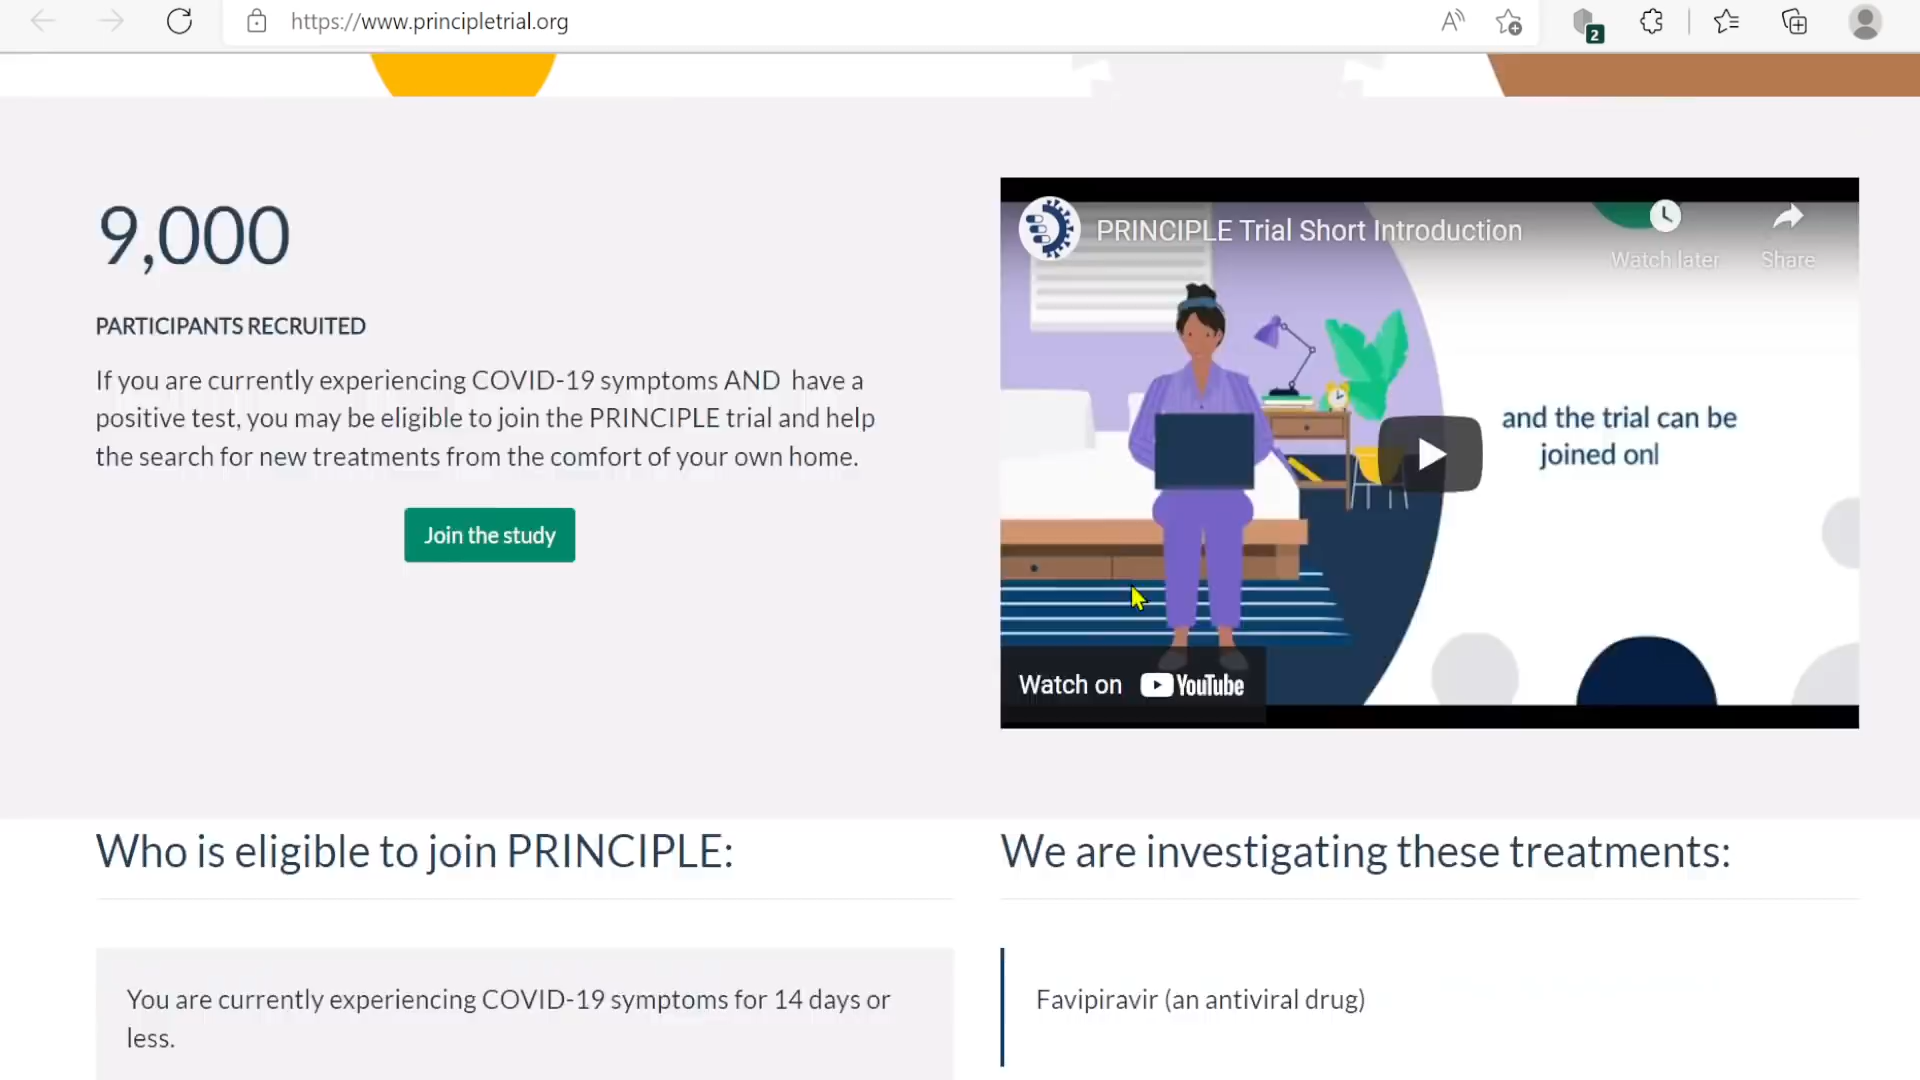 https://www.principletrial.org
2
9,000
PARTICIPANTS RECRUITED
If you are currently experiencing COVID-19 symptoms AND have a
positive test, you may be eligible to join the PRINCIPLE trial and help
the search for new treatments from the comfort of your own home.
Join the study
PRINCIPLE Trial Short Introduction
Watch later
Share
and the trial can be
joined onl
Watch on YouTube
Who is eligible to join PRINCIPLE:
You are currently experiencing COVID-19 symptoms for 14 days or
less.
We are investigating these treatments:
Favipiravir (an antiviral drug)